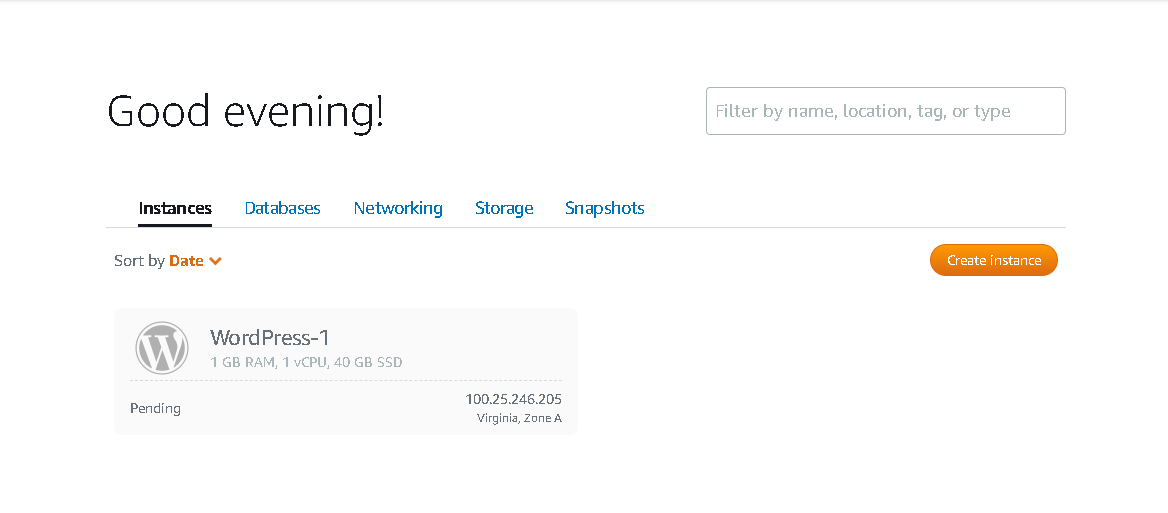 Good evening!
Filter by name, location, tag, or type
Instances Databases Networking Storage Snapshots
Sort by Date
Create instance
WordPress-1
1 GB RAM, 1 vCPU, 40 GB SSD
Pending
100.25.246.205
Virginia, Zone A